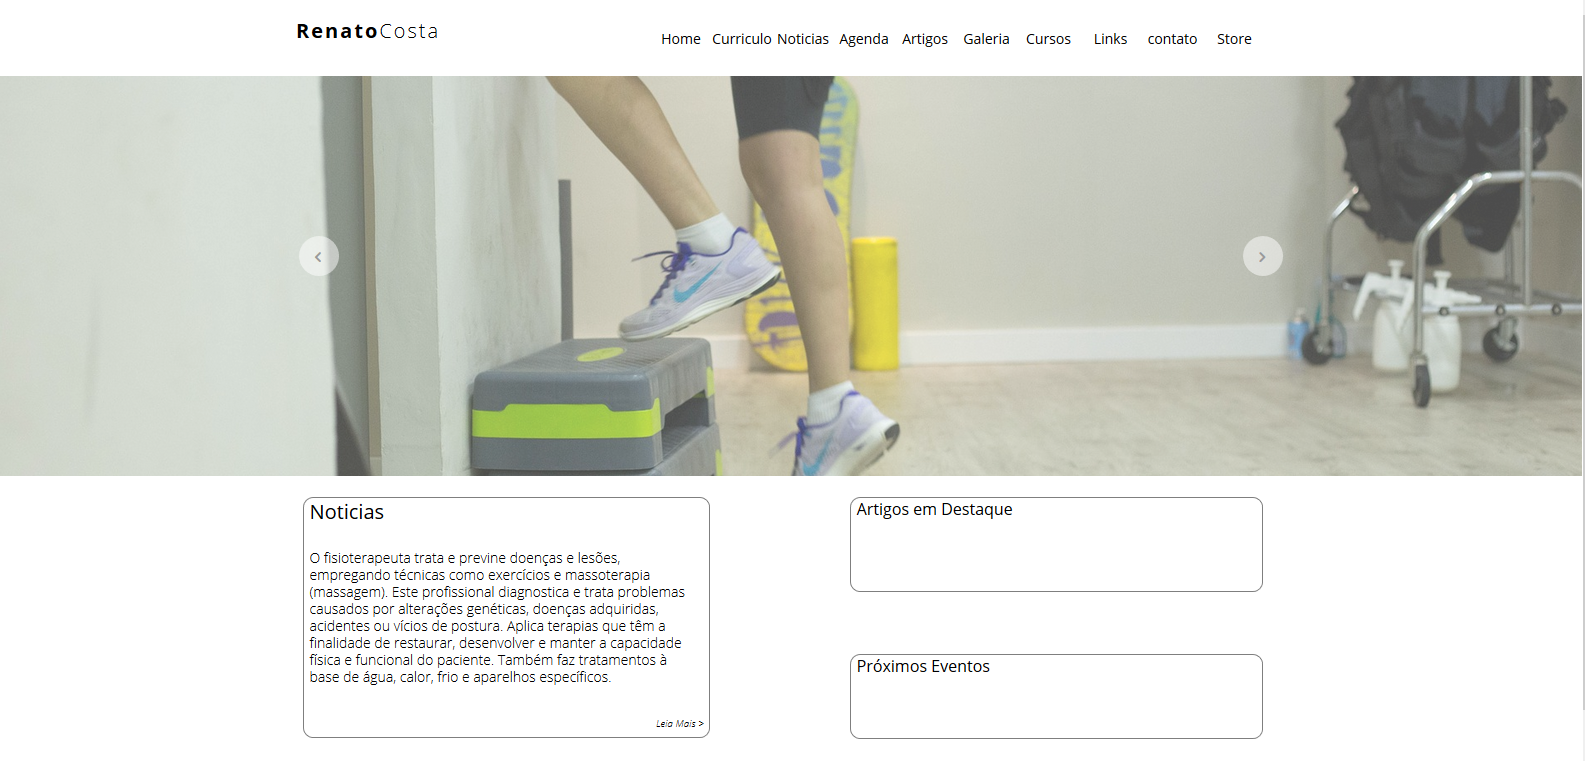 RenatoCosta
Home Curriculo Noticias Agenda Artigos Galeria Cursos Links contato Store
Noticias
O fisioterapeuta trata e previne doenças e lesões,
empregando técnicas como exercícios e massoterapia
(massagem). Este profissional diagnostica e trata problemas
causados por alterações genéticas, doenças adquiridas,
acidentes ou vícios de postura. Aplica terapias que têm a
finalidade de restaurar, desenvolver e manter a capacidade
física e funcional do paciente. Também faz tratamentos à
base de água, calor, frio e aparelhos específicos.
Leia Mais >
Artigos em Destaque
Próximos Eventos